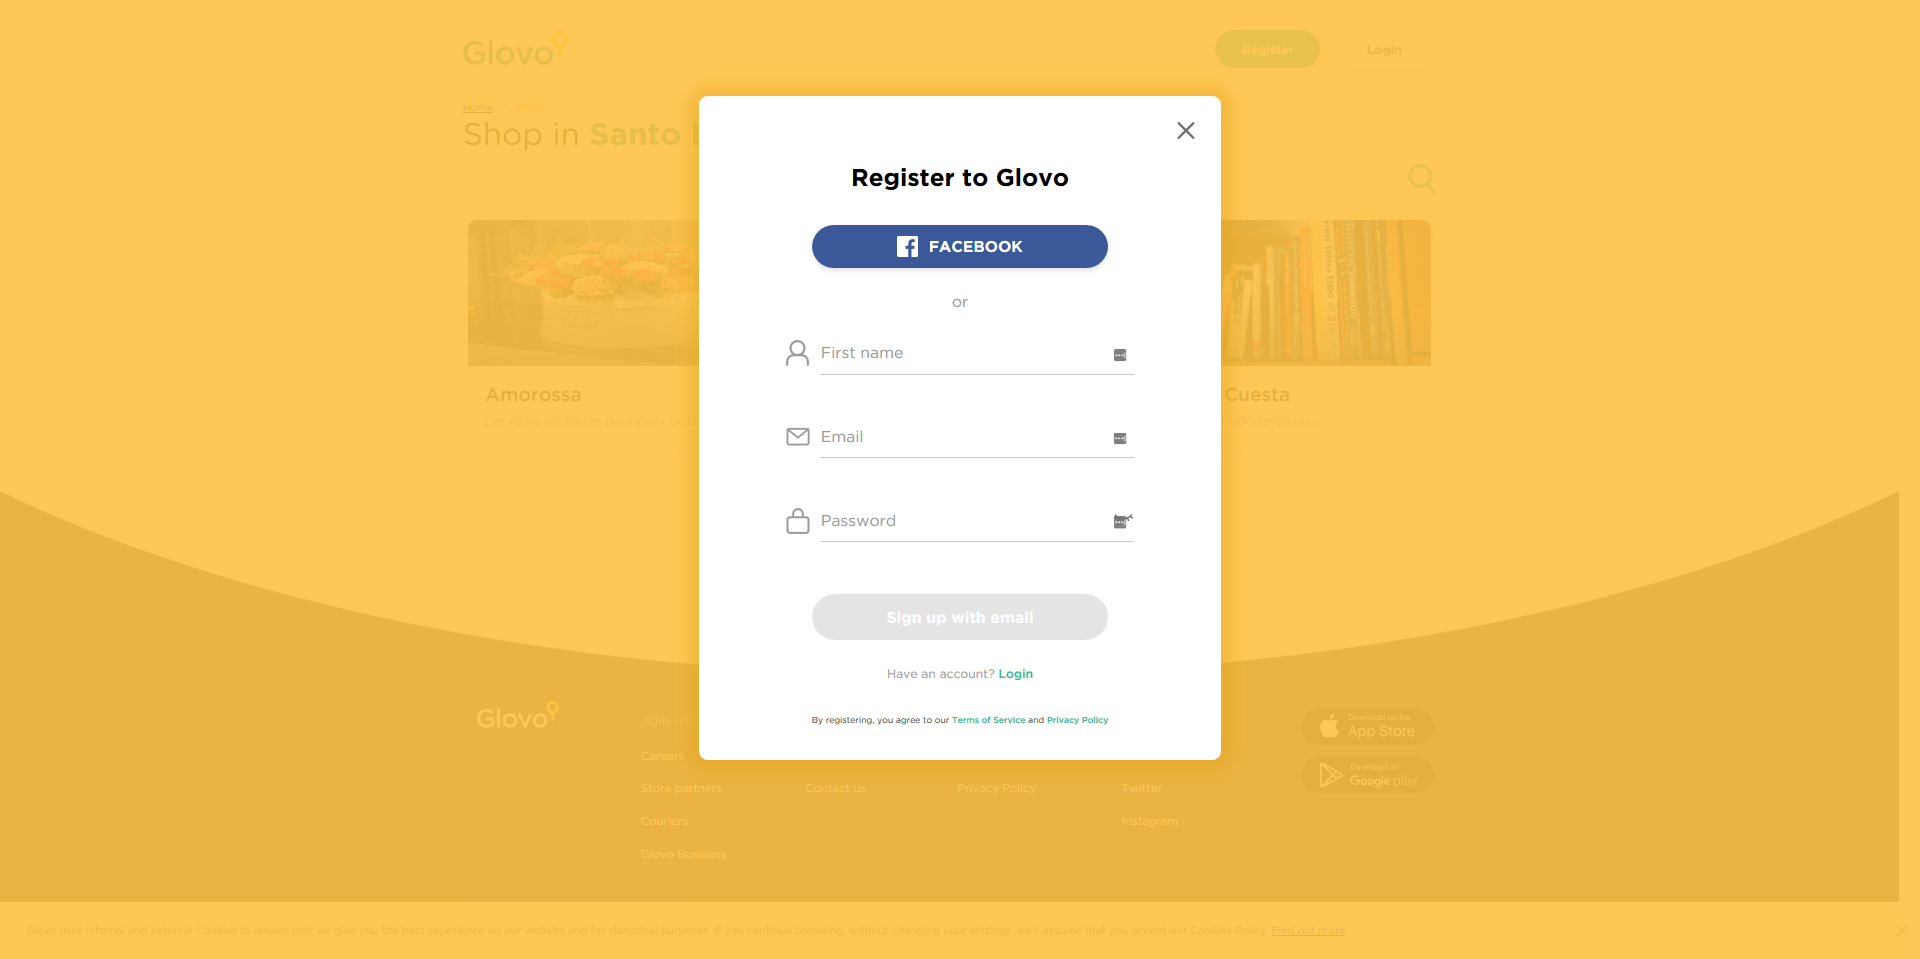 Glovo
Register
Login
Home
Shop
Shop in Santo
Register to Glovo
FACEBOOK
or
First name
Email
Password
Sign up with email
Have an account? Login
By registering, you agree to our Terms of Service and Privacy Policy
Amorossa
Las rosas perfectas para cada
Cuesta
independientes
Glovo
JOIN US
Careers
Store partners
Couriers
Glovo Business
Contact us
Privacy Policy
Twitter
Instagram
Download on the
App Store
Download on
Google play
Glovo uses internal and external Cookies to ensure that we give you the best experience on our website and for statistical purposes. If you continue browsing, without changing your settings, we'll assume that you accept our Cookies Policy. Find out more.